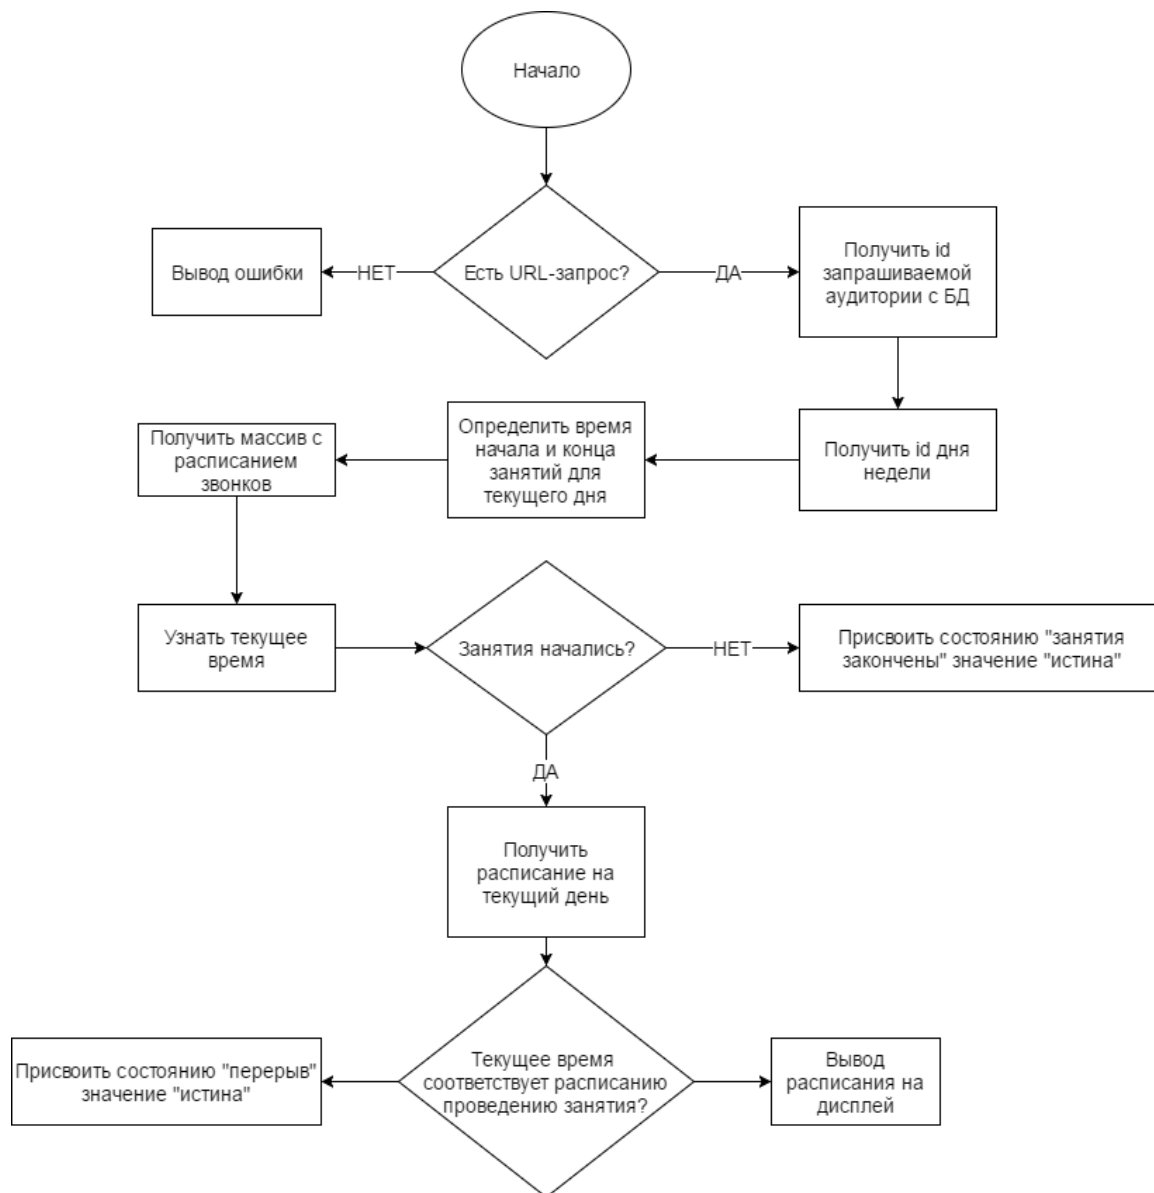 Начало
Вывод ошибки
НЕТ
Есть URL-запрос?
ДА
Получить id
запрашиваемой
аудитории с БД
Получить массив с
расписанием
звонков
Определить время
начала и конца
занятий для
текущего дня
Получить id дня
недели
Узнать текущее
время
Занятия начались?
НЕТ
Присвоить состоянию "занятия
закончены" значение "истина"
ДА
Получить
расписание на
текущий день
Присвоить состоянию "перерыв"
значение "истина"
Текущее время
соответствует расписанию
проведению занятия?
Вывод
расписания на
дисплей